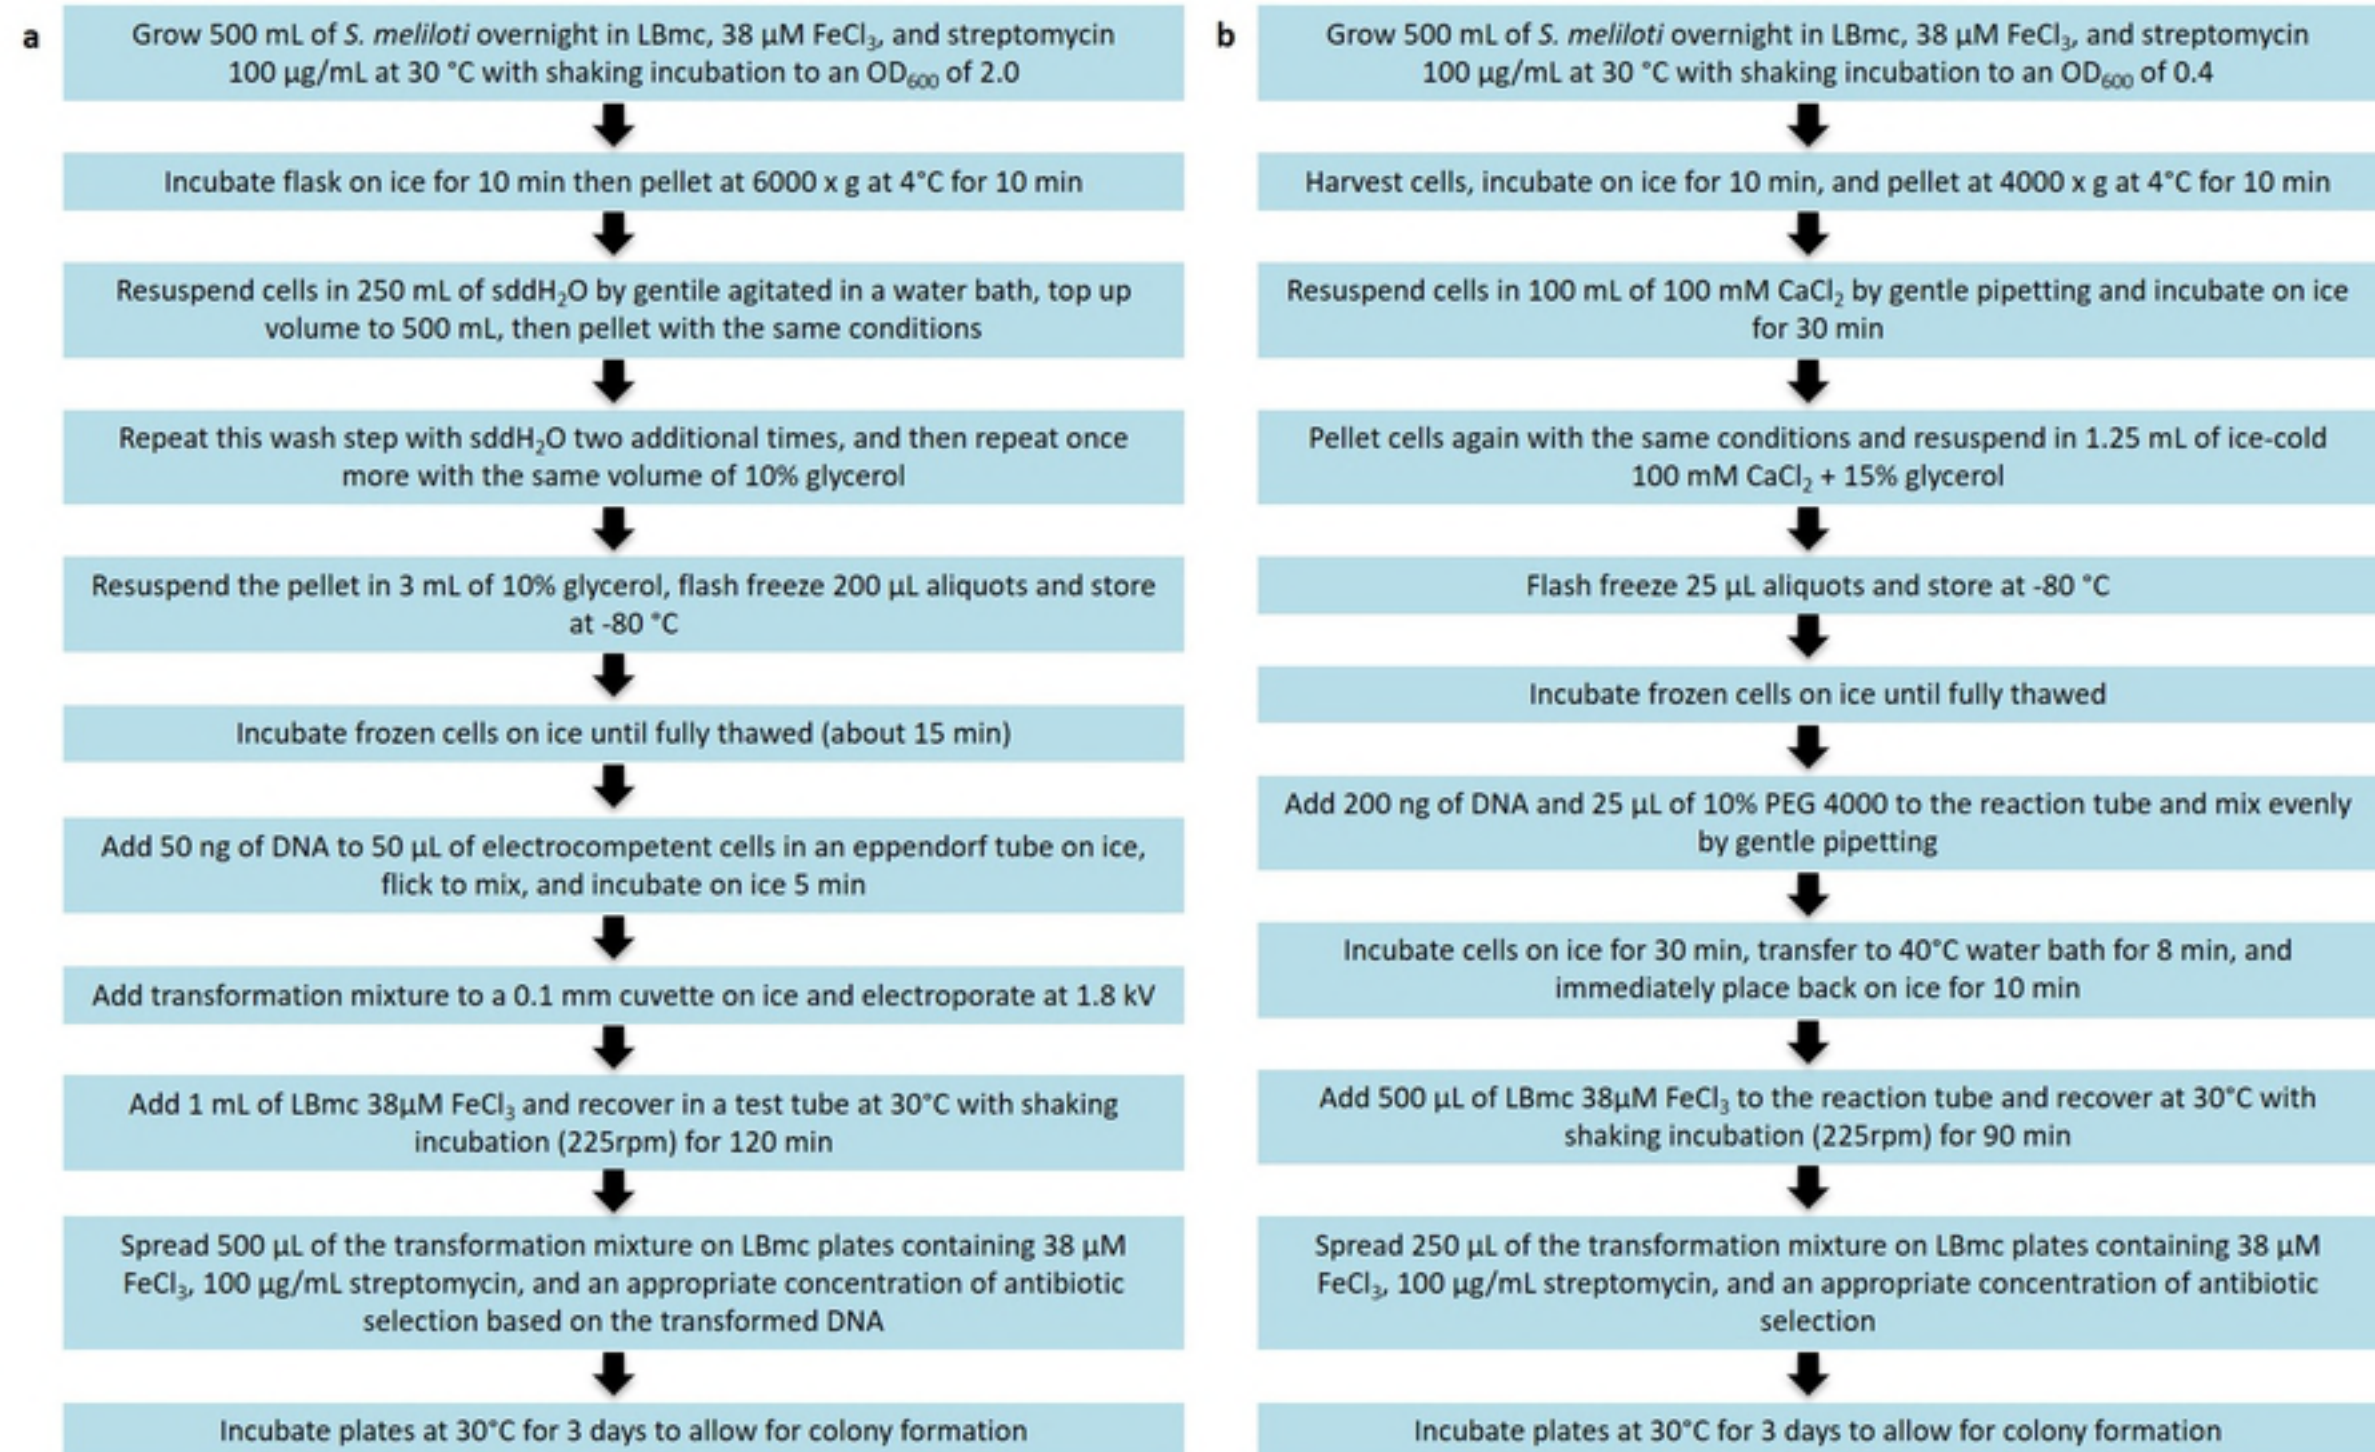 a
Grow 500 mL of S. meliloti overnight in LBmc, 38 µM FeCl₃, and streptomycin
100 µg/mL at 30 °C with shaking incubation to an OD₆₀₀ of 2.0
Incubate flask on ice for 10 min then pellet at 6000 x g at 4°C for 10 min
Resuspend cells in 250 mL of sddH₂O by gentile agitated in a water bath, top up
volume to 500 mL, then pellet with the same conditions
Repeat this wash step with sddH₂O two additional times, and then repeat once
more with the same volume of 10% glycerol
Resuspend the pellet in 3 mL of 10% glycerol, flash freeze 200 µL aliquots and store
at -80 °C
Incubate frozen cells on ice until fully thawed (about 15 min)
Add 50 ng of DNA to 50 µL of electrocompetent cells in an eppendorf tube on ice,
flick to mix, and incubate on ice 5 min
Add transformation mixture to a 0.1 mm cuvette on ice and electroporate at 1.8 kV
Add 1 mL of LBmc 38µM FeCl₃ and recover in a test tube at 30°C with shaking
incubation (225rpm) for 120 min
Spread 500 µL of the transformation mixture on LBmc plates containing 38 µM
FeCl₃, 100 µg/mL streptomycin, and an appropriate concentration of antibiotic
selection based on the transformed DNA
Incubate plates at 30°C for 3 days to allow for colony formation
b
Grow 500 mL of S. meliloti overnight in LBmc, 38 µM FeCl₃, and streptomycin
100 µg/mL at 30 °C with shaking incubation to an OD₆₀₀ of 0.4
Harvest cells, incubate on ice for 10 min, and pellet at 4000 x g at 4°C for 10 min
Resuspend cells in 100 mL of 100 mM CaCl₂ by gentle pipetting and incubate on ice
for 30 min
Pellet cells again with the same conditions and resuspend in 1.25 mL of ice-cold
100 mM CaCl₂ + 15% glycerol
Flash freeze 25 µL aliquots and store at -80 °C
Incubate frozen cells on ice until fully thawed
Add 200 ng of DNA and 25 µL of 10% PEG 4000 to the reaction tube and mix evenly
by gentle pipetting
Incubate cells on ice for 30 min, transfer to 40°C water bath for 8 min, and
immediately place back on ice for 10 min
Add 500 µL of LBmc 38µM FeCl₃ to the reaction tube and recover at 30°C with
shaking incubation (225rpm) for 90 min
Spread 250 µL of the transformation mixture on LBmc plates containing 38 µM
FeCl₃, 100 µg/mL streptomycin, and an appropriate concentration of antibiotic
selection
Incubate plates at 30°C for 3 days to allow for colony formation